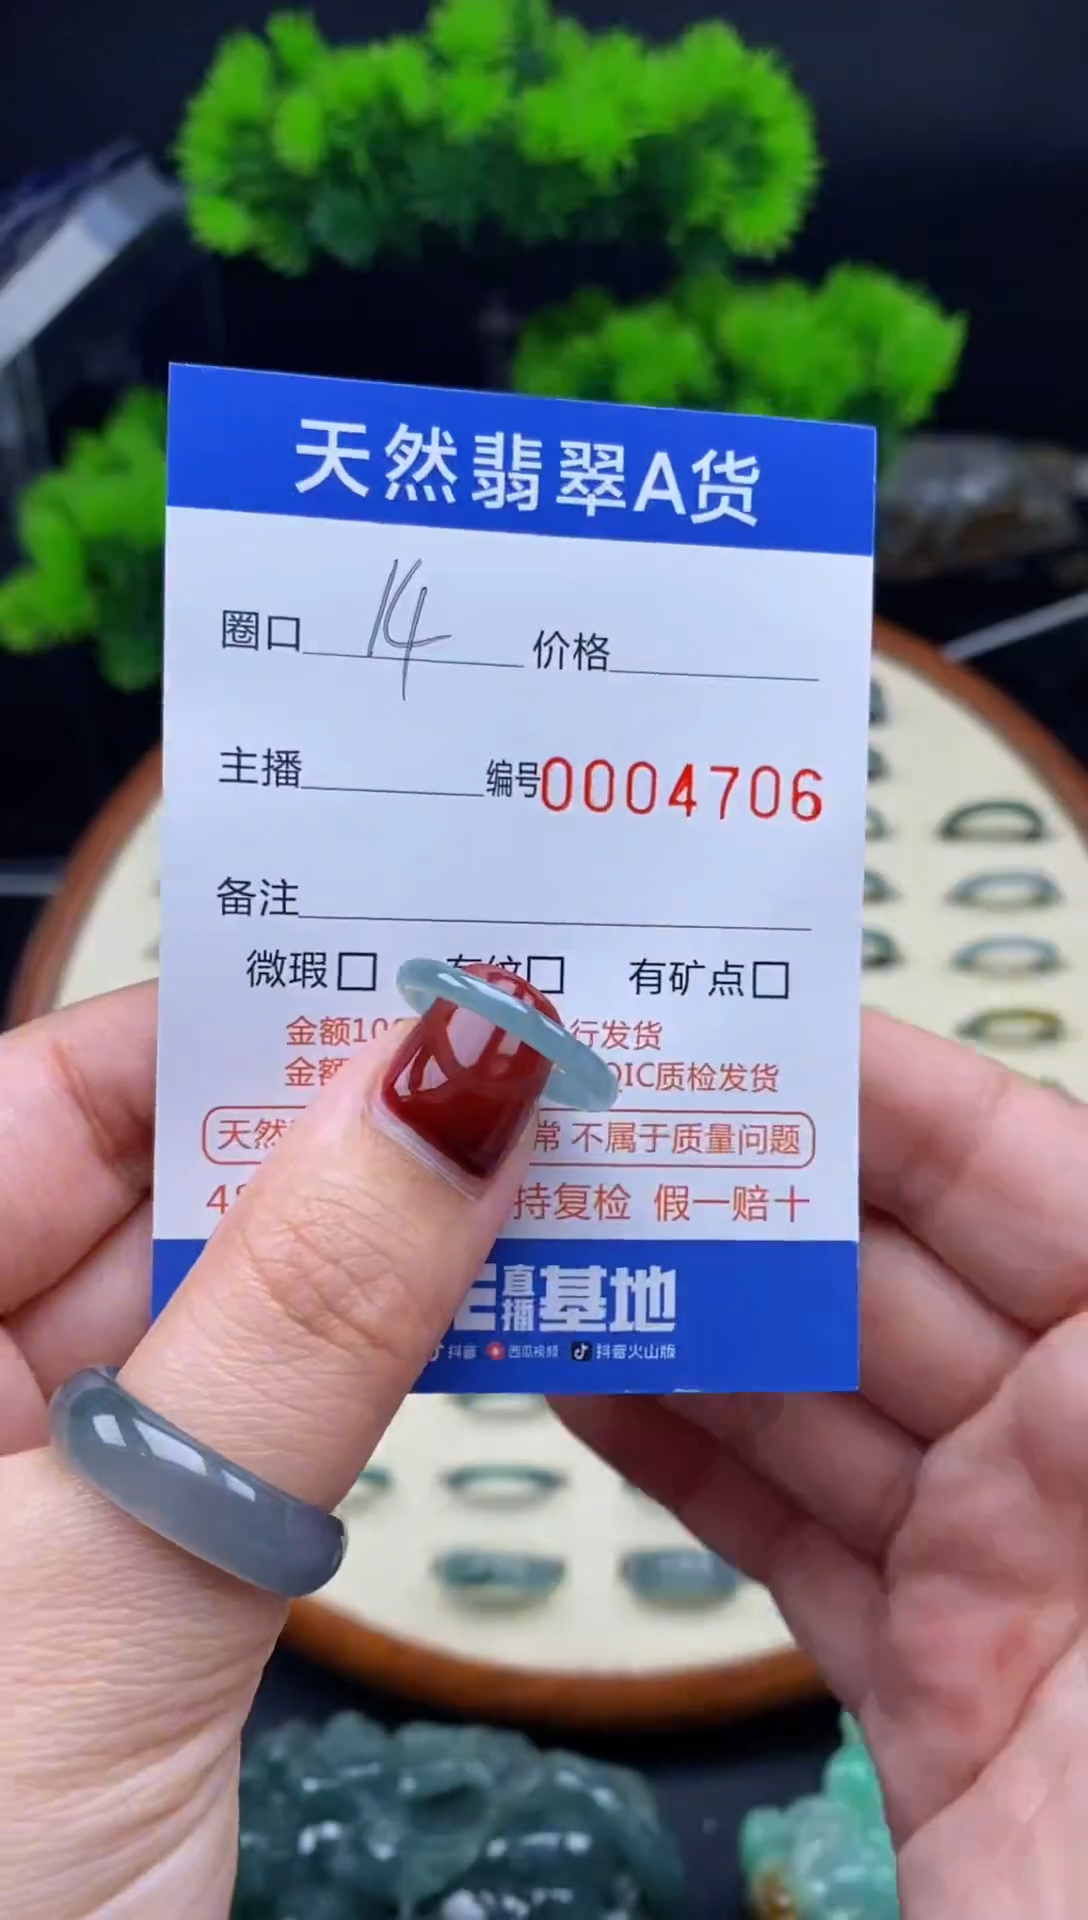 天然翡翠A货
圈口 14 价格
主播 编号0004706
备注
微瑕□ 有纹□ 有矿点□
金额10 行发货
金额 QIC质检发货
天然 常 不属于质量问题
48 持复检 假一赔十
直播基地
抖音 西瓜视频 抖音火山版